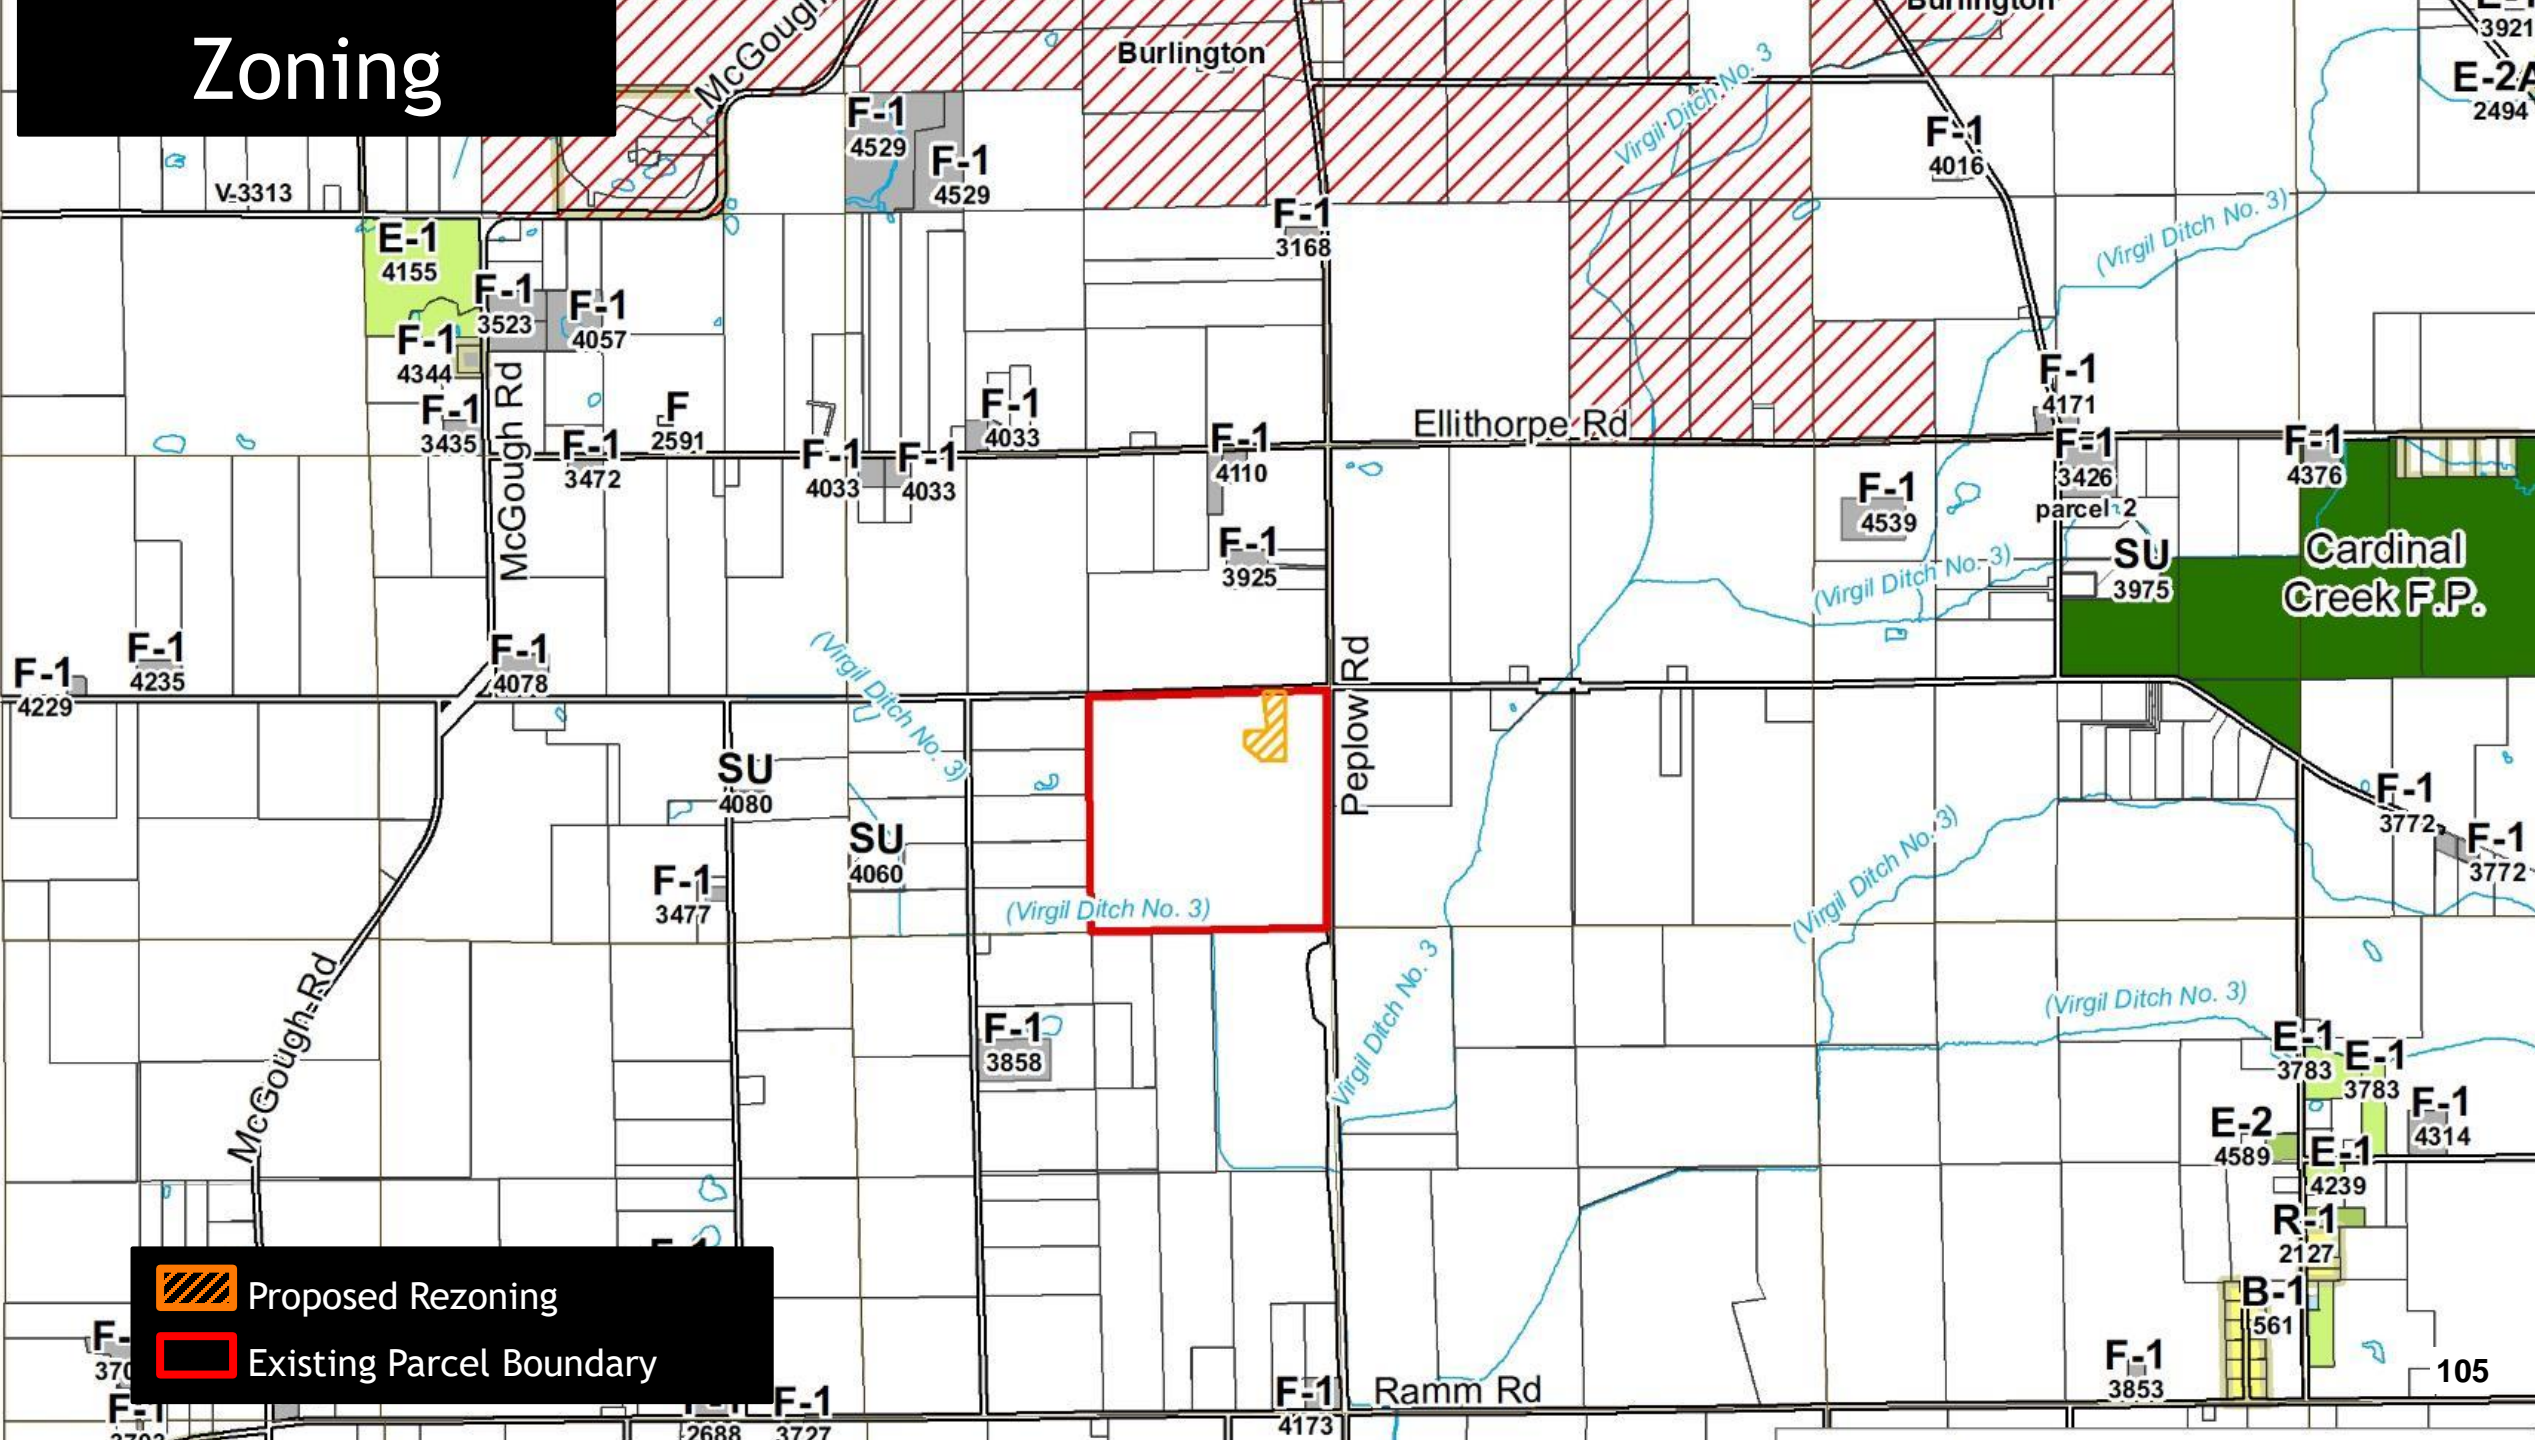 Zoning
McGough
Burlington
Burlington
3921
E-2A
2494
Virgil Ditch No. 3
F-1
4529
F-1
4529
F-1
4016
V-3313
F-1
3168
(Virgil Ditch No. 3)
E-1
4155
F-1
3523
F-1
4057
F-1
4344
McGough Rd
F-1
3435
F
2591
F-1
3472
F-1
4033
F-1
4033
F-1
4033
F-1
4110
Ellithorpe Rd
F-1
4171
F-1
3426
parcel 2
F-1
4376
F-1
4539
F-1
3925
SU
3975
Cardinal
Creek F.P.
(Virgil Ditch No. 3)
F-1
4229
F-1
4235
F-1
4078
(Virgil Ditch No. 3)
Peplow Rd
SU
4080
SU
4060
F-1
3477
(Virgil Ditch No. 3)
(Virgil Ditch No. 3)
F-1
3772
F-1
3772
McGough Rd
Virgil Ditch No. 3
(Virgil Ditch No. 3)
F-1
3858
E-1
3783
E-1
3783
F-1
4314
E-2
4589
E-1
4239
R-1
2127
B-1
561
Proposed Rezoning
Existing Parcel Boundary
F-1
2688
F-1
3727
F-1
4173
Ramm Rd
F-1
3853
105